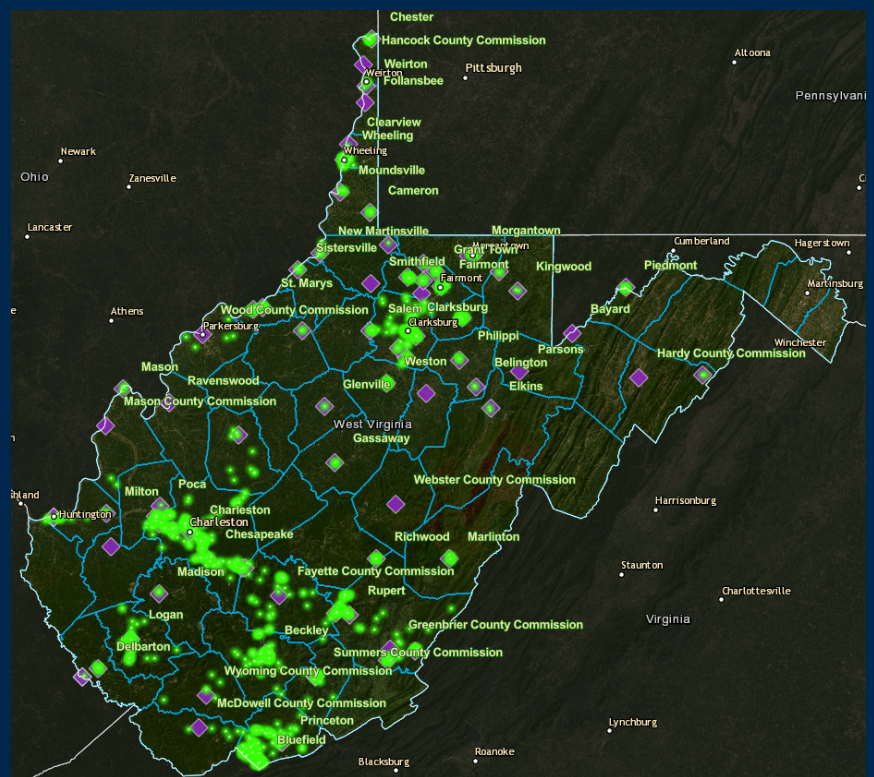 Chester
Hancock County Commission
Altoona
Weirton
Pittsburgh
Weirton
Follansbee
Pennsylvani
Clearview
Wheeling
Newark
Wheeling
Ohio
Moundsville
Zanesville
Cameron
Lancaster
New Martinsville
Morgantown
Sistersville
Grant Town
Cumberland
Hagerstown
Smithfield
Fairmont
Kingwood
Piedmont
Fairmont
St. Marys
Martinsburg
Athens
Wood County Commission
Salem
Clarksburg
Bayard
Parkersburg
Clarksburg
Philippi
Winchester
Parsons
Hardy County Commission
Mason
Weston
Belington
Ravenswood
Glenville
Elkins
Mason County Commission
West Virginia
Gassaway
Webster County Commission
Poca
Milton
Harrisonburg
Charleston
Huntington
Charleston
Chesapeake
Richwood
Marlinton
Staunton
Madison
Fayette County Commission
Rupert
Charlottesville
Logan
Virginia
Greenbrier County Commission
Beckley
Delbarton
Summers County Commission
Wyoming County Commission
McDowell County Commission
Princeton
Lynchburg
Bluefield
Roanoke
Blacksburg